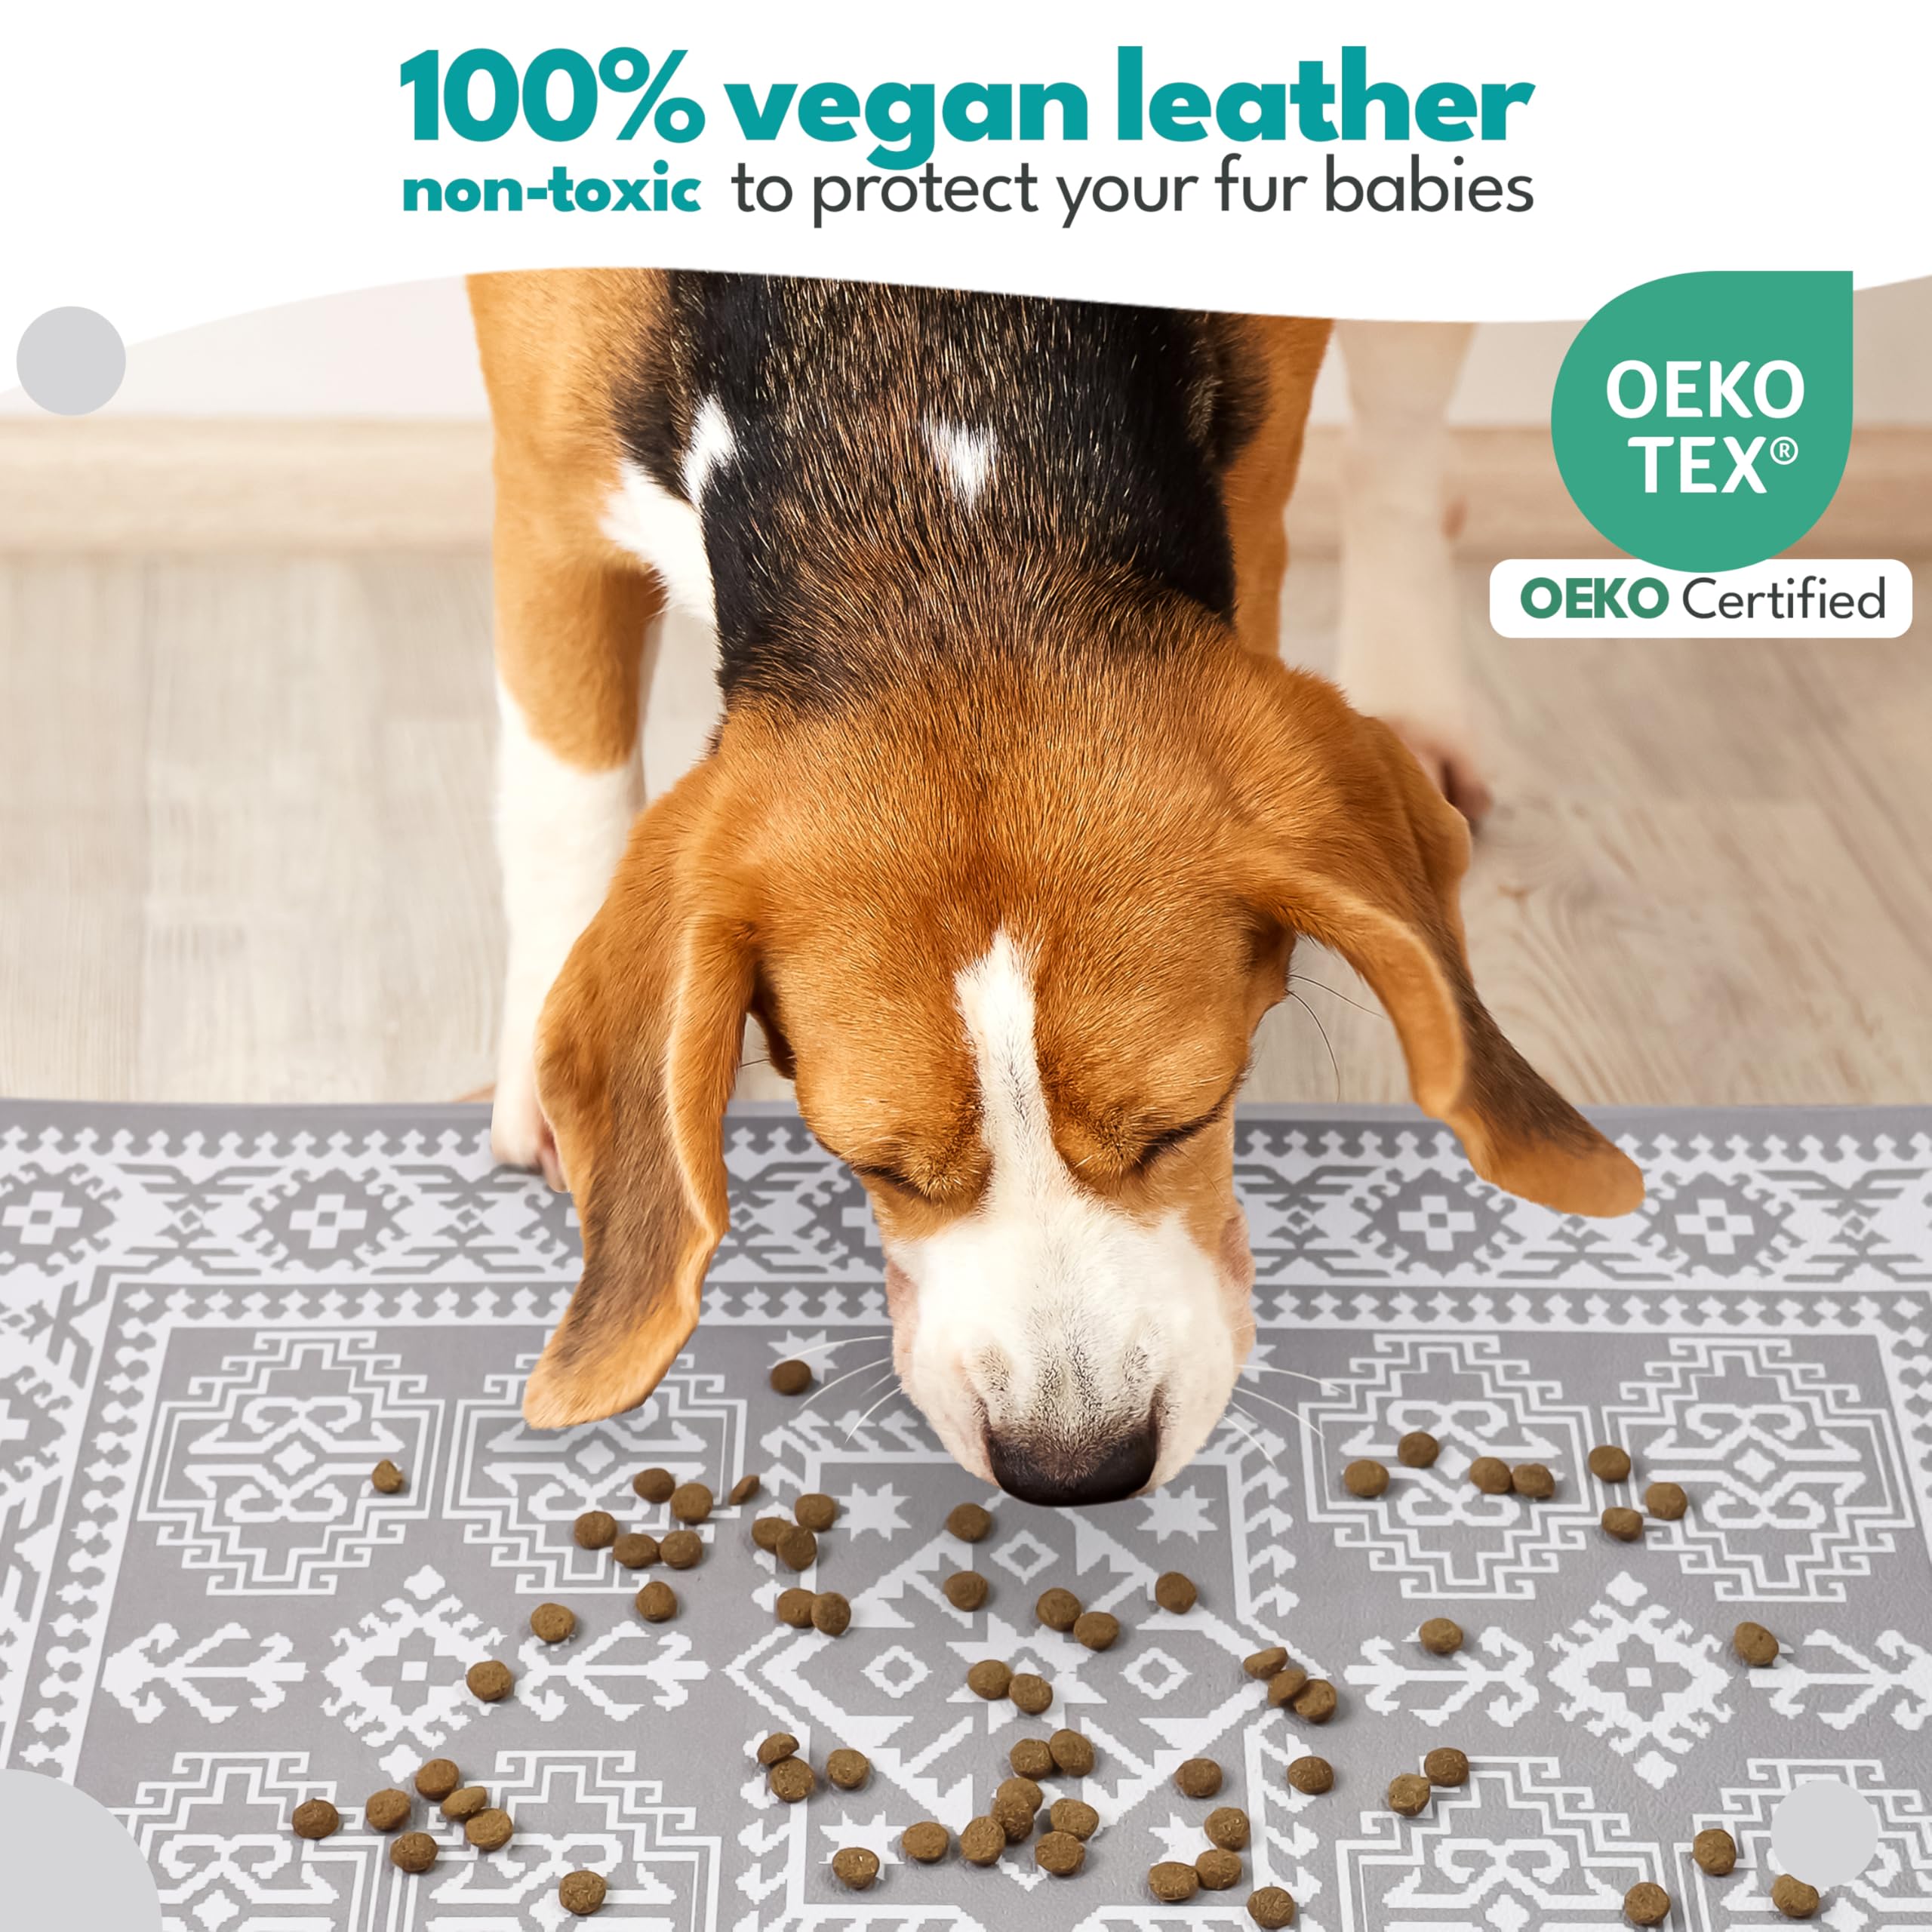 100% vegan leather
non-toxic to protect your fur babies
OEKO
TEX®
OEKO Certified